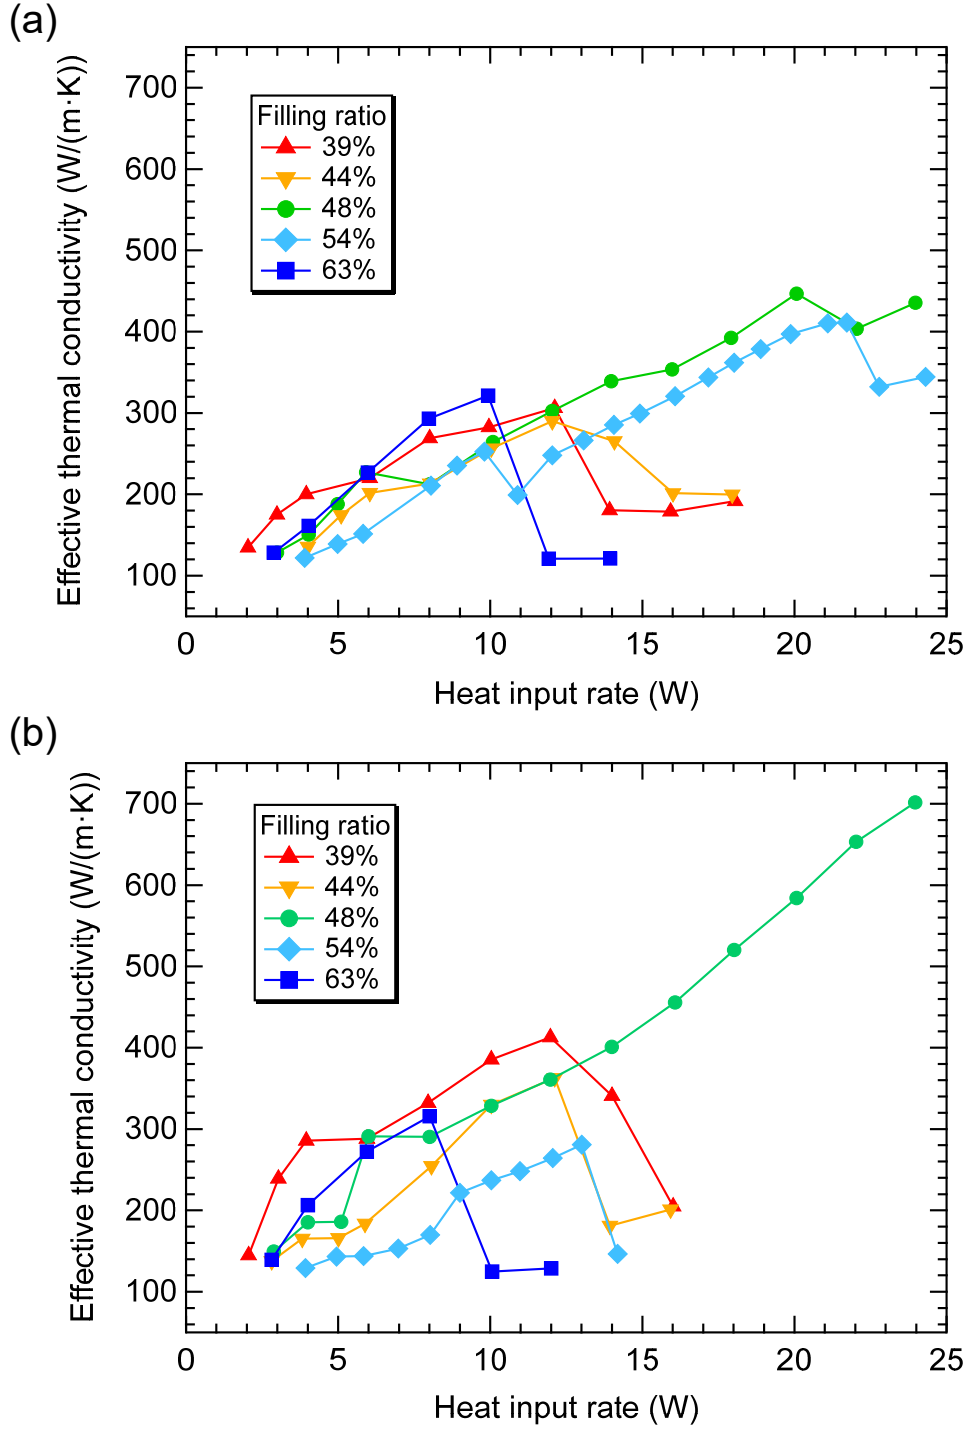 (a)
Effective thermal conductivity (W/(m·K))
700
600
500
400
300
200
100
Filling ratio
39%
44%
48%
54%
63%
0 5 10 15 20 25
Heat input rate (W)
(b)
Effective thermal conductivity (W/(m·K))
700
600
500
400
300
200
100
Filling ratio
39%
44%
48%
54%
63%
0 5 10 15 20 25
Heat input rate (W)